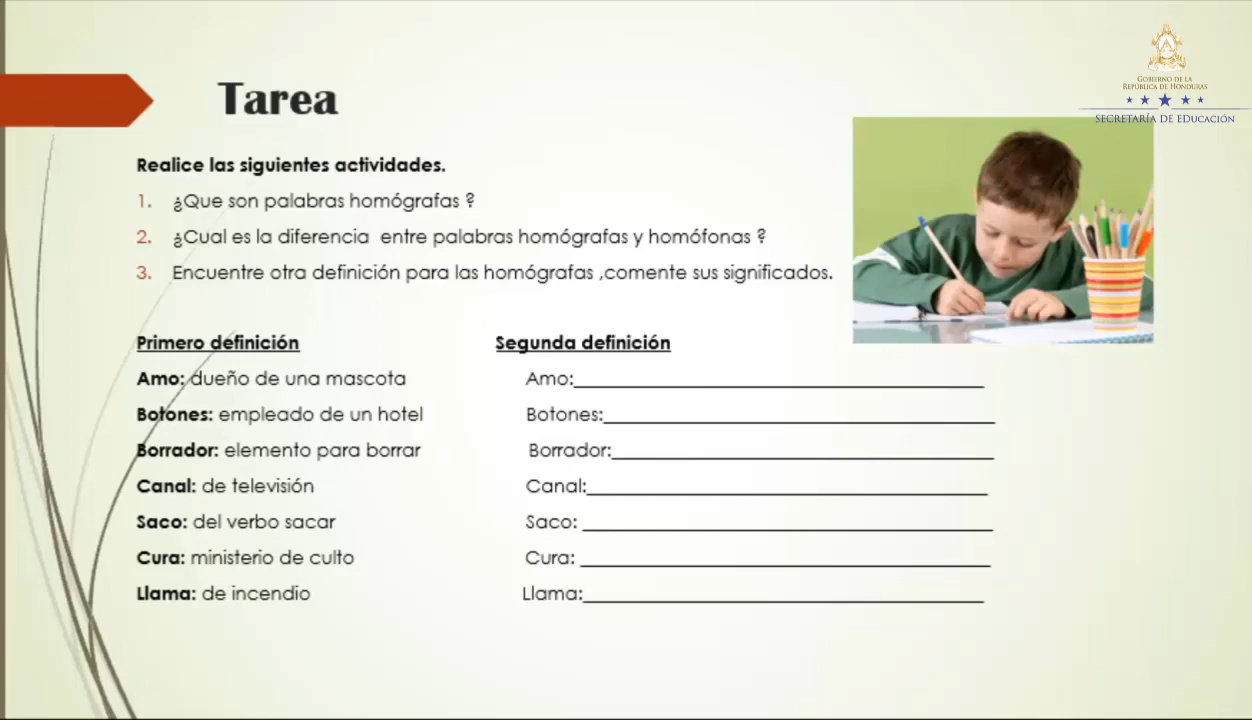 GOBIERNO DE LA
REPÚBLICA DE HONDURAS
SECRETARÍA DE EDUCACIÓN
Tarea
Realice las siguientes actividades.
1. ¿Que son palabras homógrafas ?
2. ¿Cual es la diferencia entre palabras homógrafas y homófonas ?
3. Encuentre otra definición para las homógrafas ,comente sus significados.
Primero definición Segunda definición
Amo: dueño de una mascota Amo:
Botones: empleado de un hotel Botones:
Borrador: elemento para borrar Borrador:
Canal: de televisión Canal:
Saco: del verbo sacar Saco:
Cura: ministerio de culto Cura:
Llama: de incendio Llama: